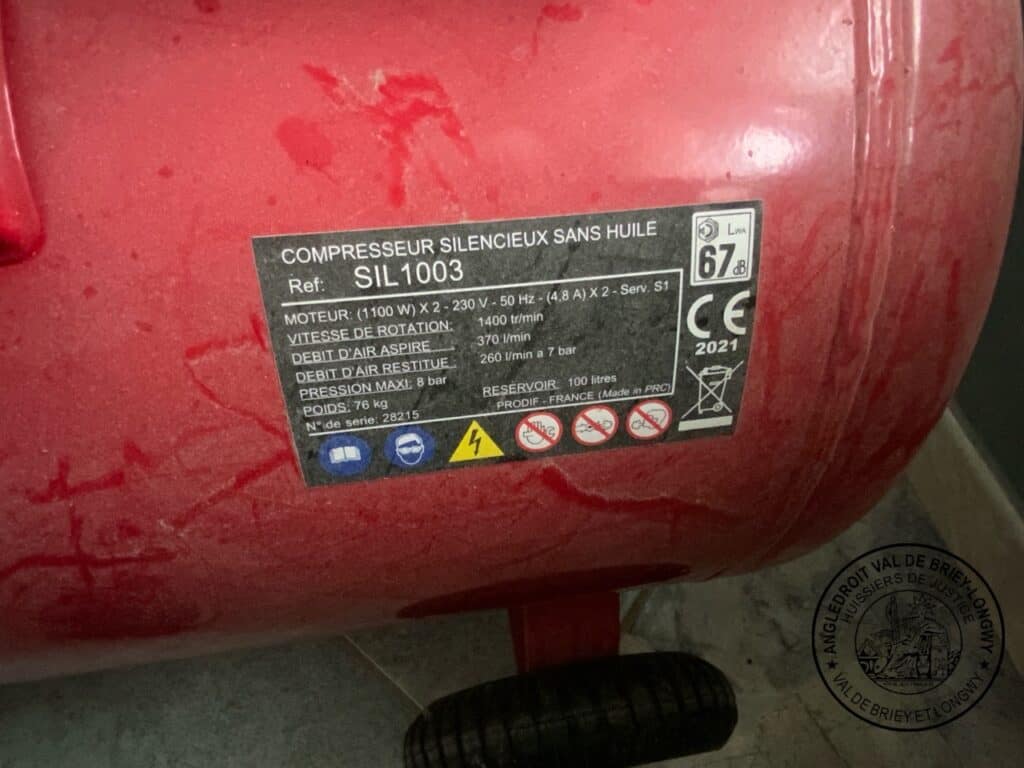 COMPRESSEUR SILENCIEUX SANS HUILE
Ref: SIL1003
MOTEUR: (1100 W) X 2 - 230 V - 50 Hz - (4,8 A) X 2 - Serv. S1
VITESSE DE ROTATION: 1400 tr/min
DEBIT D'AIR ASPIRE 370 l/min
DEBIT D'AIR RESTITUE 260 l/min a 7 bar
PRESSION MAXI: 8 bar
RESERVOIR: 100 litres
POIDS: 76 kg
PRODIF - FRANCE (Made in PRC)
N° de serie: 28215
LWA
67 dB
CE
2021
ANGLEDROIT VAL DE BRIEY-LONGWY
HUISSIERS DE JUSTICE
VAL DE BRIEY ET LONGWY